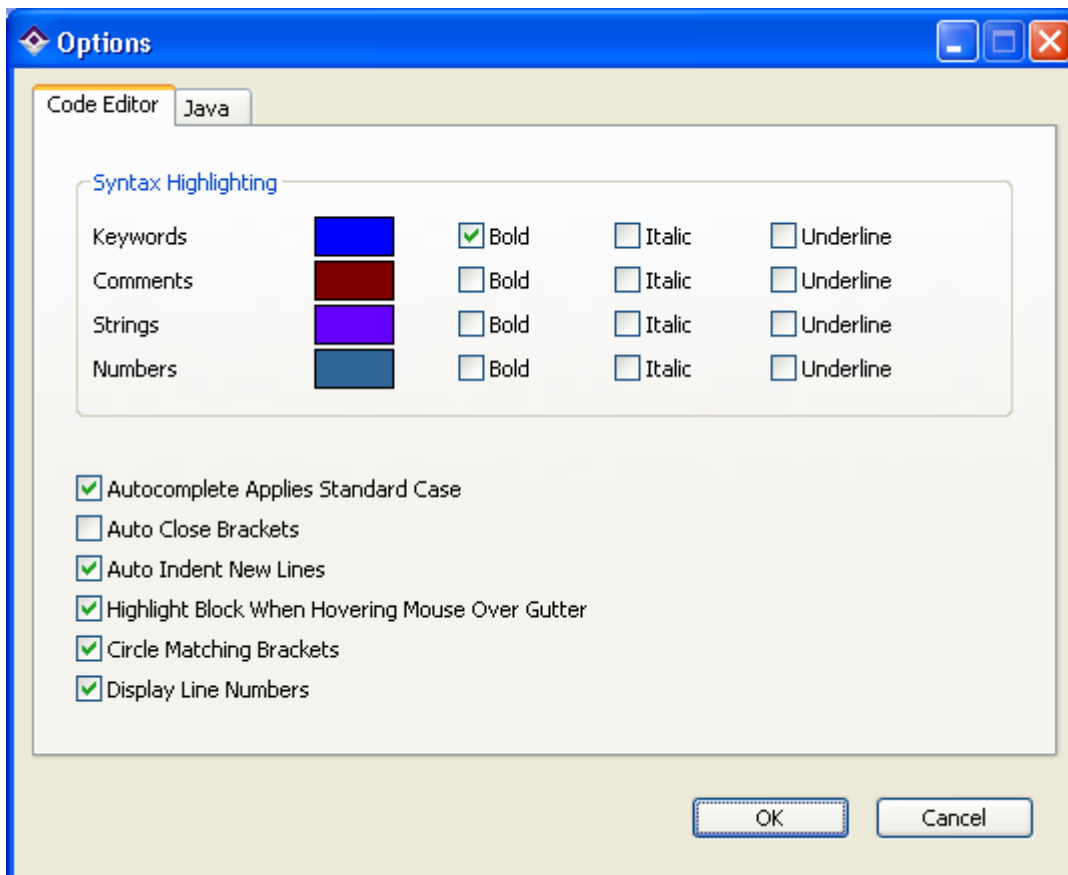 Options
Code Editor Java
Syntax Highlighting
Keywords Bold Italic Underline
Comments Bold Italic Underline
Strings Bold Italic Underline
Numbers Bold Italic Underline
Autocomplete Applies Standard Case
Auto Close Brackets
Auto Indent New Lines
Highlight Block When Hovering Mouse Over Gutter
Circle Matching Brackets
Display Line Numbers
OK Cancel